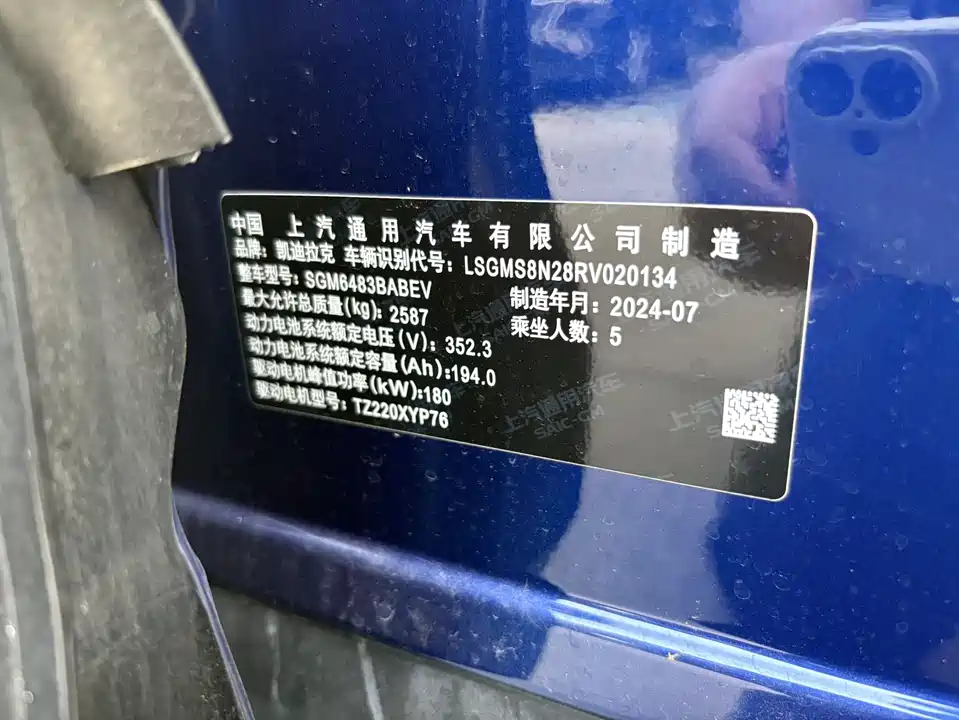 中国 上汽通用汽车有限公司制造
品牌：凯迪拉克 车辆识别代号：LSGMS8N28RV020134
整车型号：SGM6483BABEV 制造年月：2024-07
最大允许总质量(kg)：2587 乘坐人数：5
动力电池系统额定电压(V)：352.3
动力电池系统额定容量(Ah):194.0
驱动电机峰值功率(kW):180
驱动电机型号：TZ220XYP76
上汽通用汽车
SAIC-GM